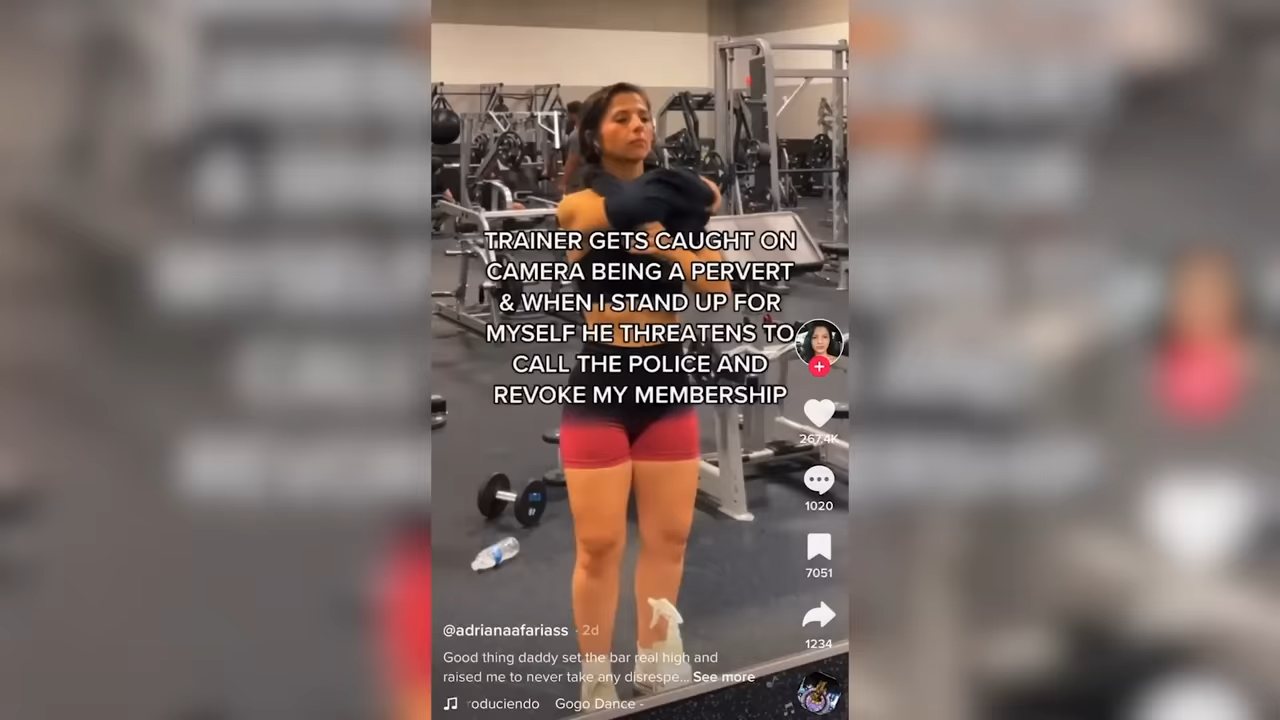 TRAINER GETS CAUGHT ON
CAMERA BEING A PERVERT
& WHEN I STAND UP FOR
MYSELF HE THREATENS TO
CALL THE POLICE AND
REVOKE MY MEMBERSHIP
267.4K
1020
7051
1234
@adrianaafariass · 2d
Good thing daddy set the bar real high and
raised me to never take any disrespe... See more
roduciendo Gogo Dance -